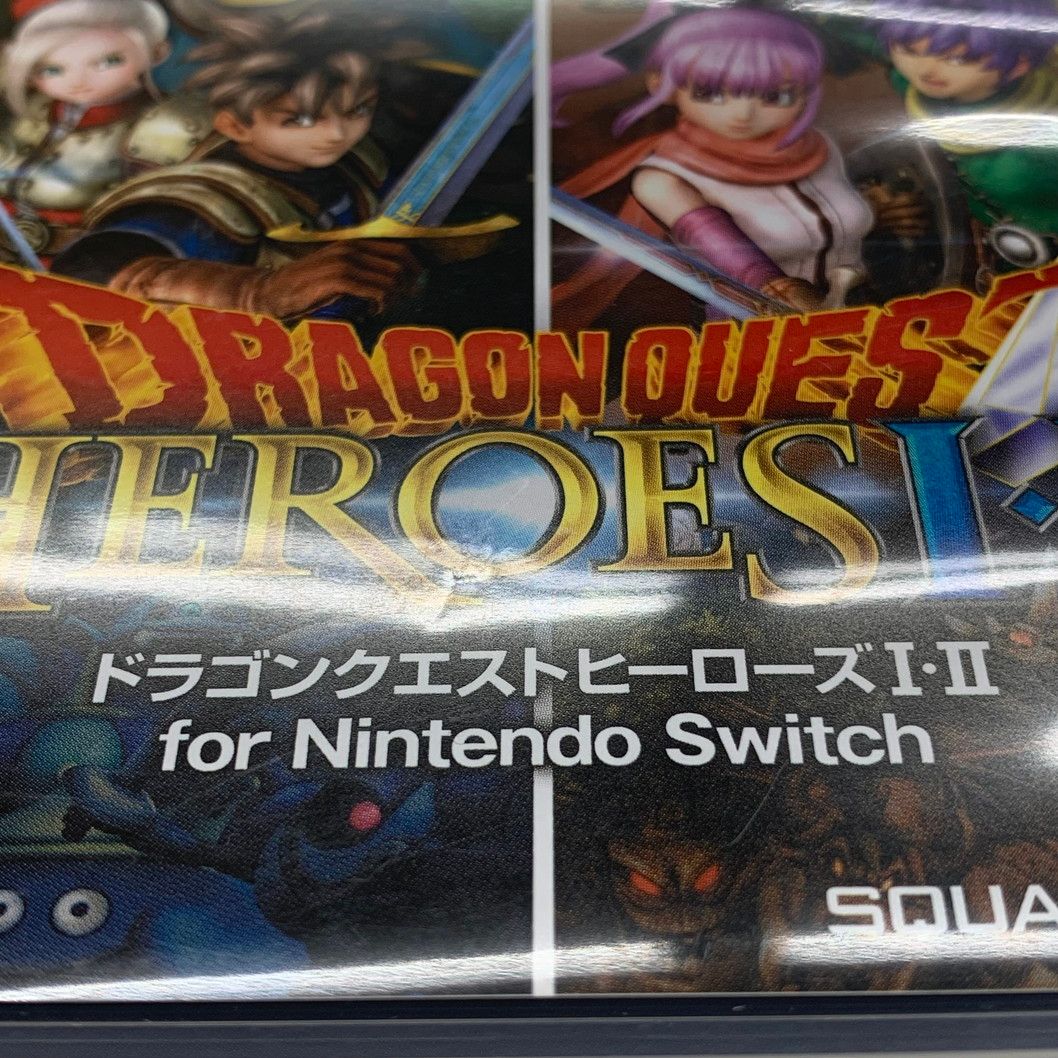 DRAGON QUEST
HEROES I・
ドラゴンクエストヒーローズⅠ・Ⅱ
for Nintendo Switch
SQUA